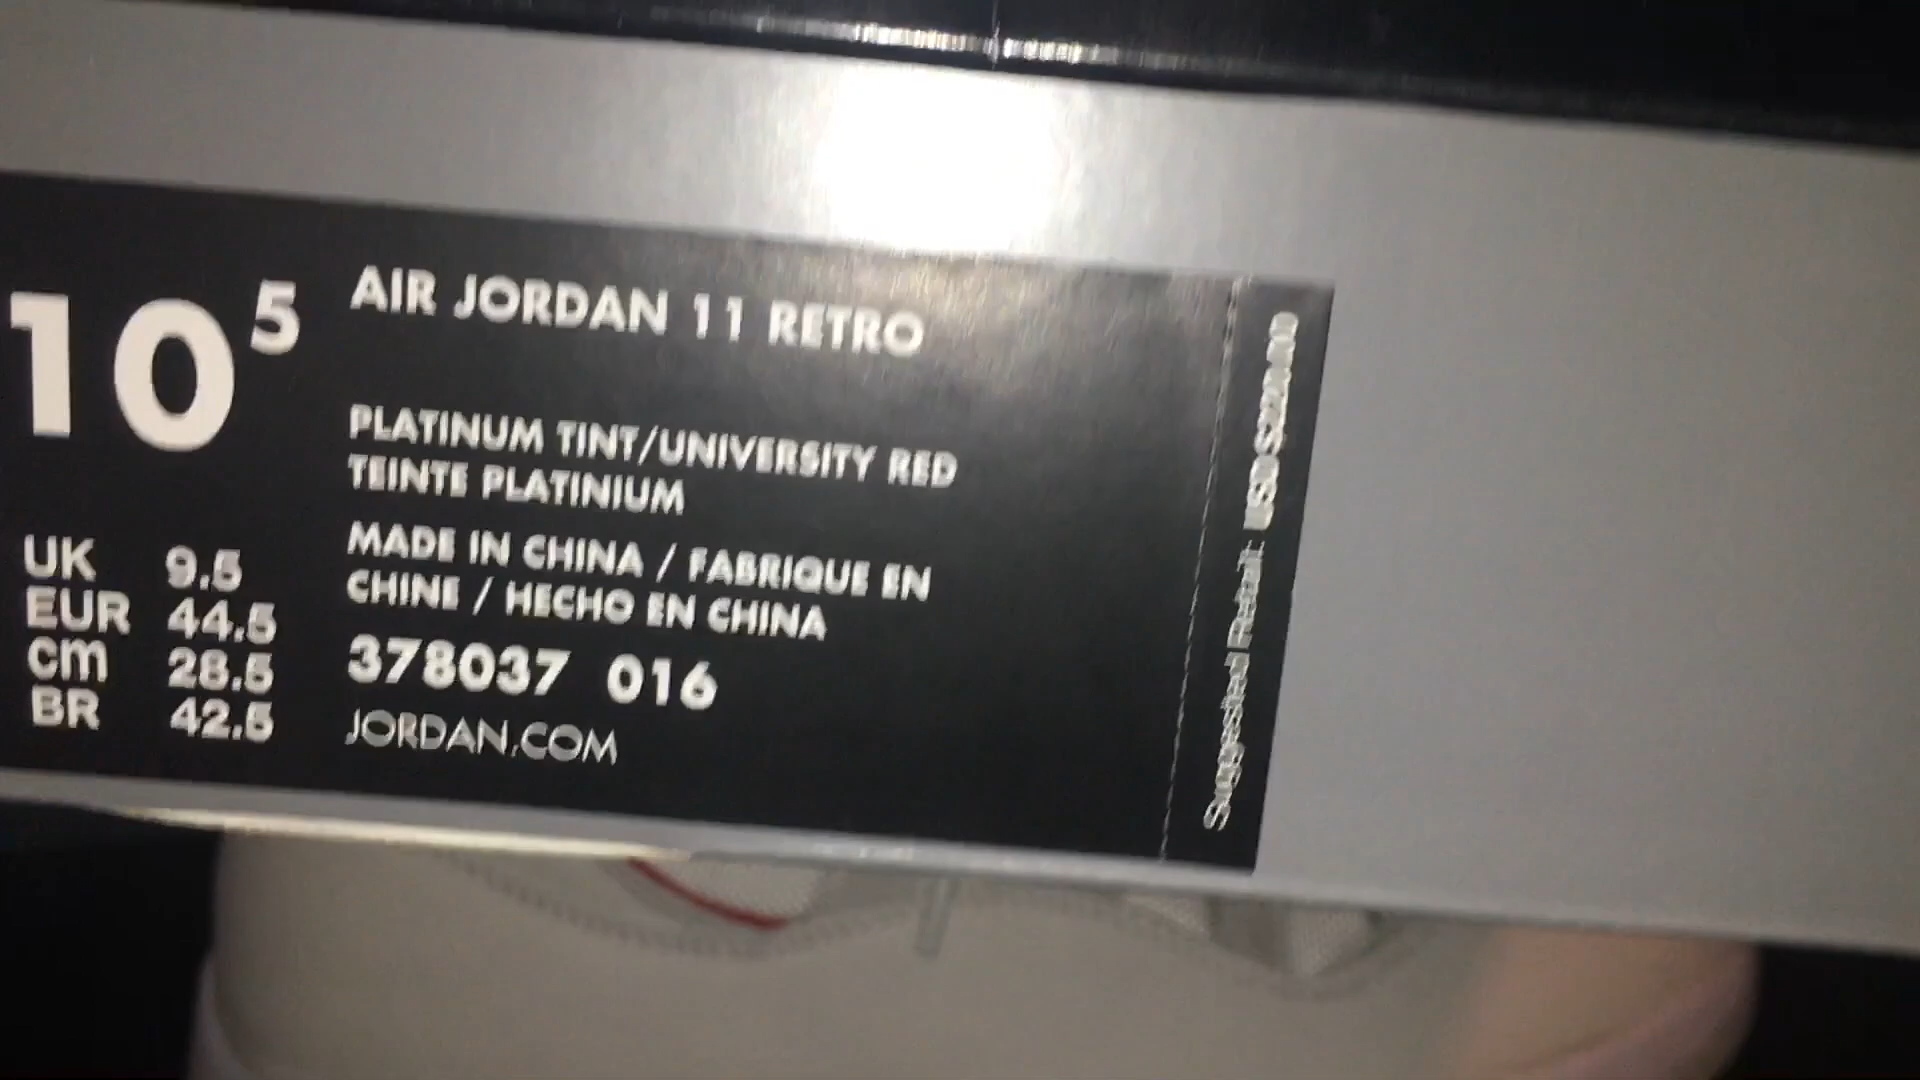 10 5
AIR JORDAN 11 RETRO
PLATINUM TINT/UNIVERSITY RED
TEINTE PLATINIUM
MADE IN CHINA / FABRIQUE EN
CHINE / HECHO EN CHINA
378037 016
JORDAN.COM
UK 9.5
EUR 44.5
cm 28.5
BR 42.5
Suggested Retail: USD